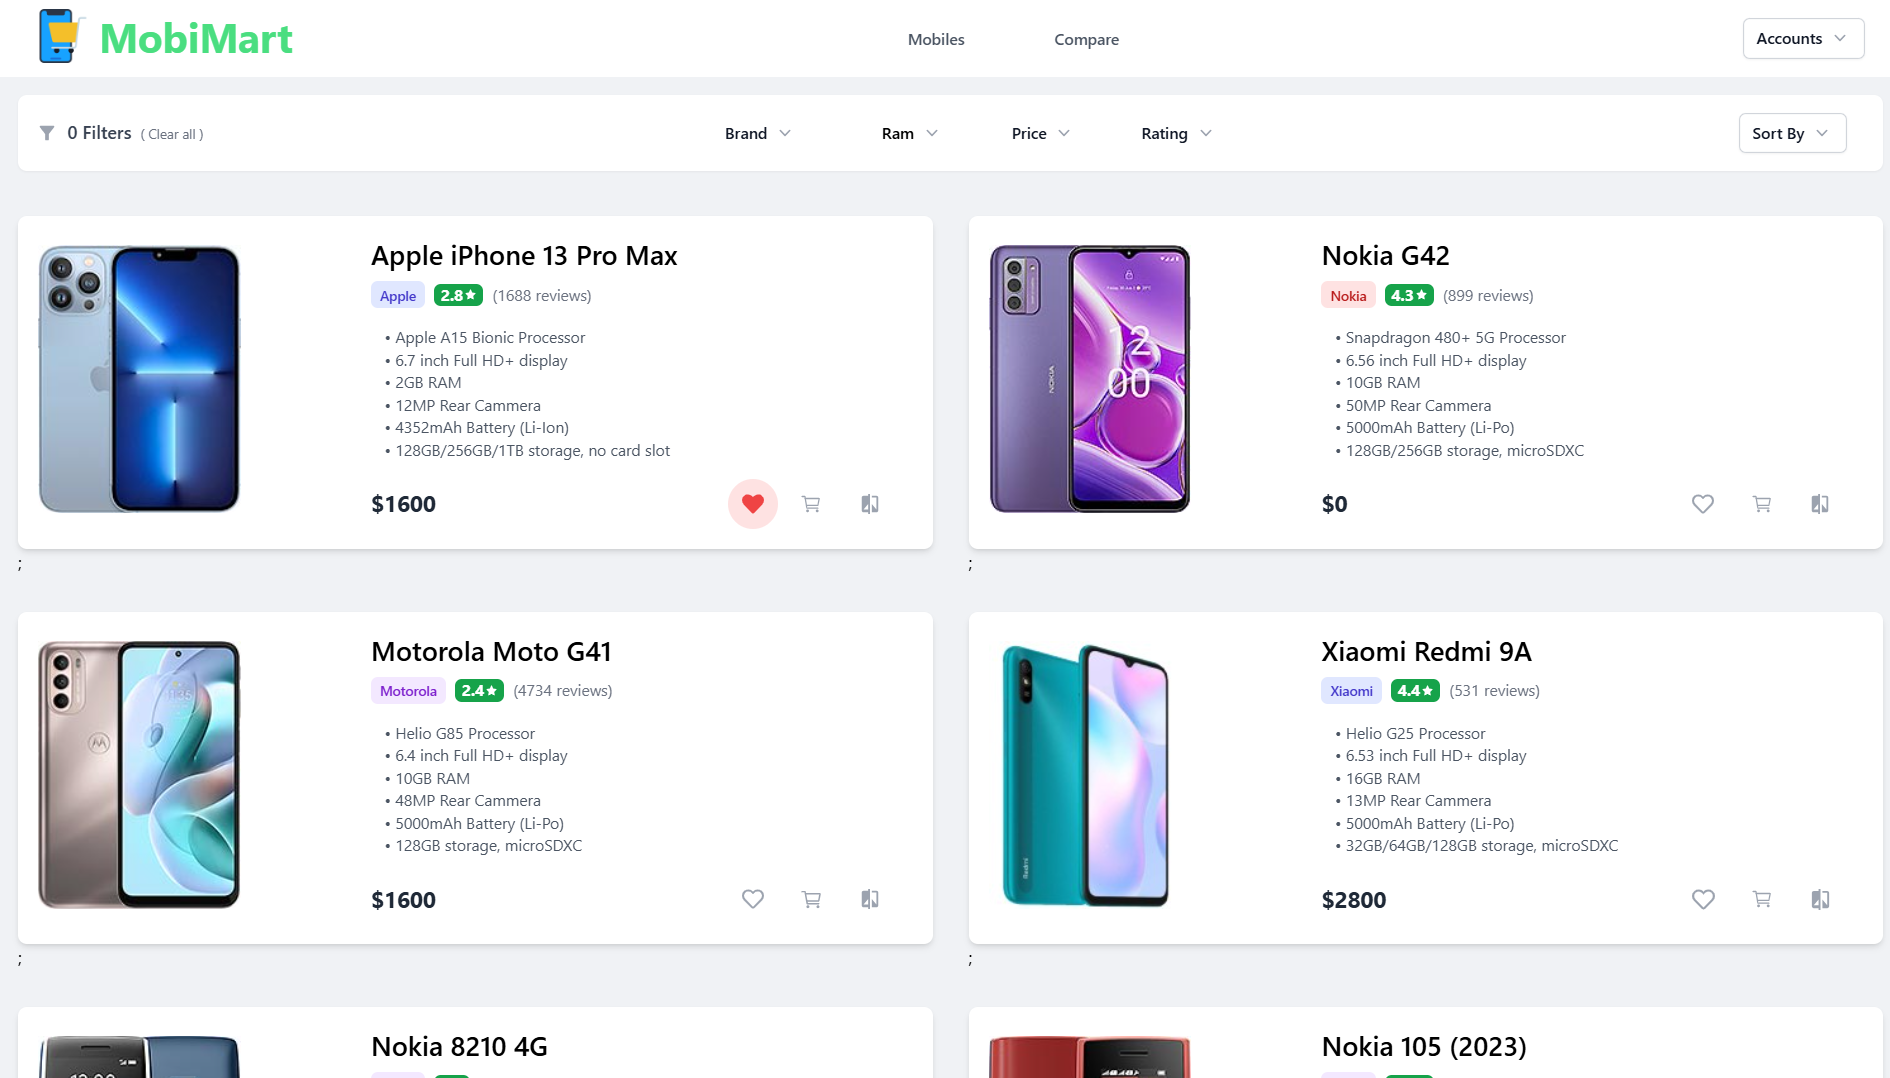 MobiMart
Mobiles
Compare
Accounts
0 Filters ( Clear all )
Brand
Ram
Price
Rating
Sort By
Apple iPhone 13 Pro Max
Apple 2.8★ (1688 reviews)
• Apple A15 Bionic Processor
• 6.7 inch Full HD+ display
• 2GB RAM
• 12MP Rear Cammera
• 4352mAh Battery (Li-Ion)
• 128GB/256GB/1TB storage, no card slot
$1600
;
NOKIA
12
00
Nokia G42
Nokia 4.3★ (899 reviews)
• Snapdragon 480+ 5G Processor
• 6.56 inch Full HD+ display
• 10GB RAM
• 50MP Rear Cammera
• 5000mAh Battery (Li-Po)
• 128GB/256GB storage, microSDXC
$0
;
Motorola Moto G41
Motorola 2.4★ (4734 reviews)
• Helio G85 Processor
• 6.4 inch Full HD+ display
• 10GB RAM
• 48MP Rear Cammera
• 5000mAh Battery (Li-Po)
• 128GB storage, microSDXC
$1600
;
Redmi
Xiaomi Redmi 9A
Xiaomi 4.4★ (531 reviews)
• Helio G25 Processor
• 6.53 inch Full HD+ display
• 16GB RAM
• 13MP Rear Cammera
• 5000mAh Battery (Li-Po)
• 32GB/64GB/128GB storage, microSDXC
$2800
;
Nokia 8210 4G
Nokia 105 (2023)